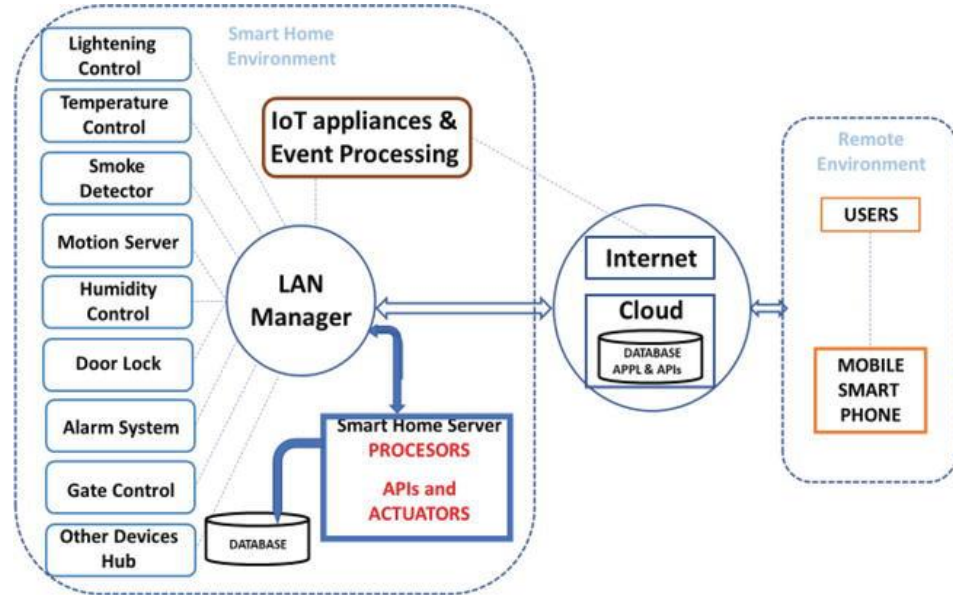 Smart Home
Environment
Lightening
Control
Temperature
Control
Smoke
Detector
Motion Server
Humidity
Control
Door Lock
Alarm System
Gate Control
Other Devices
Hub
IoT appliances &
Event Processing
LAN
Manager
Smart Home Server
PROCESORS
APIs and
ACTUATORS
DATABASE
Internet
Cloud
DATABASE
APPL & APIs
Remote
Environment
USERS
MOBILE
SMART
PHONE